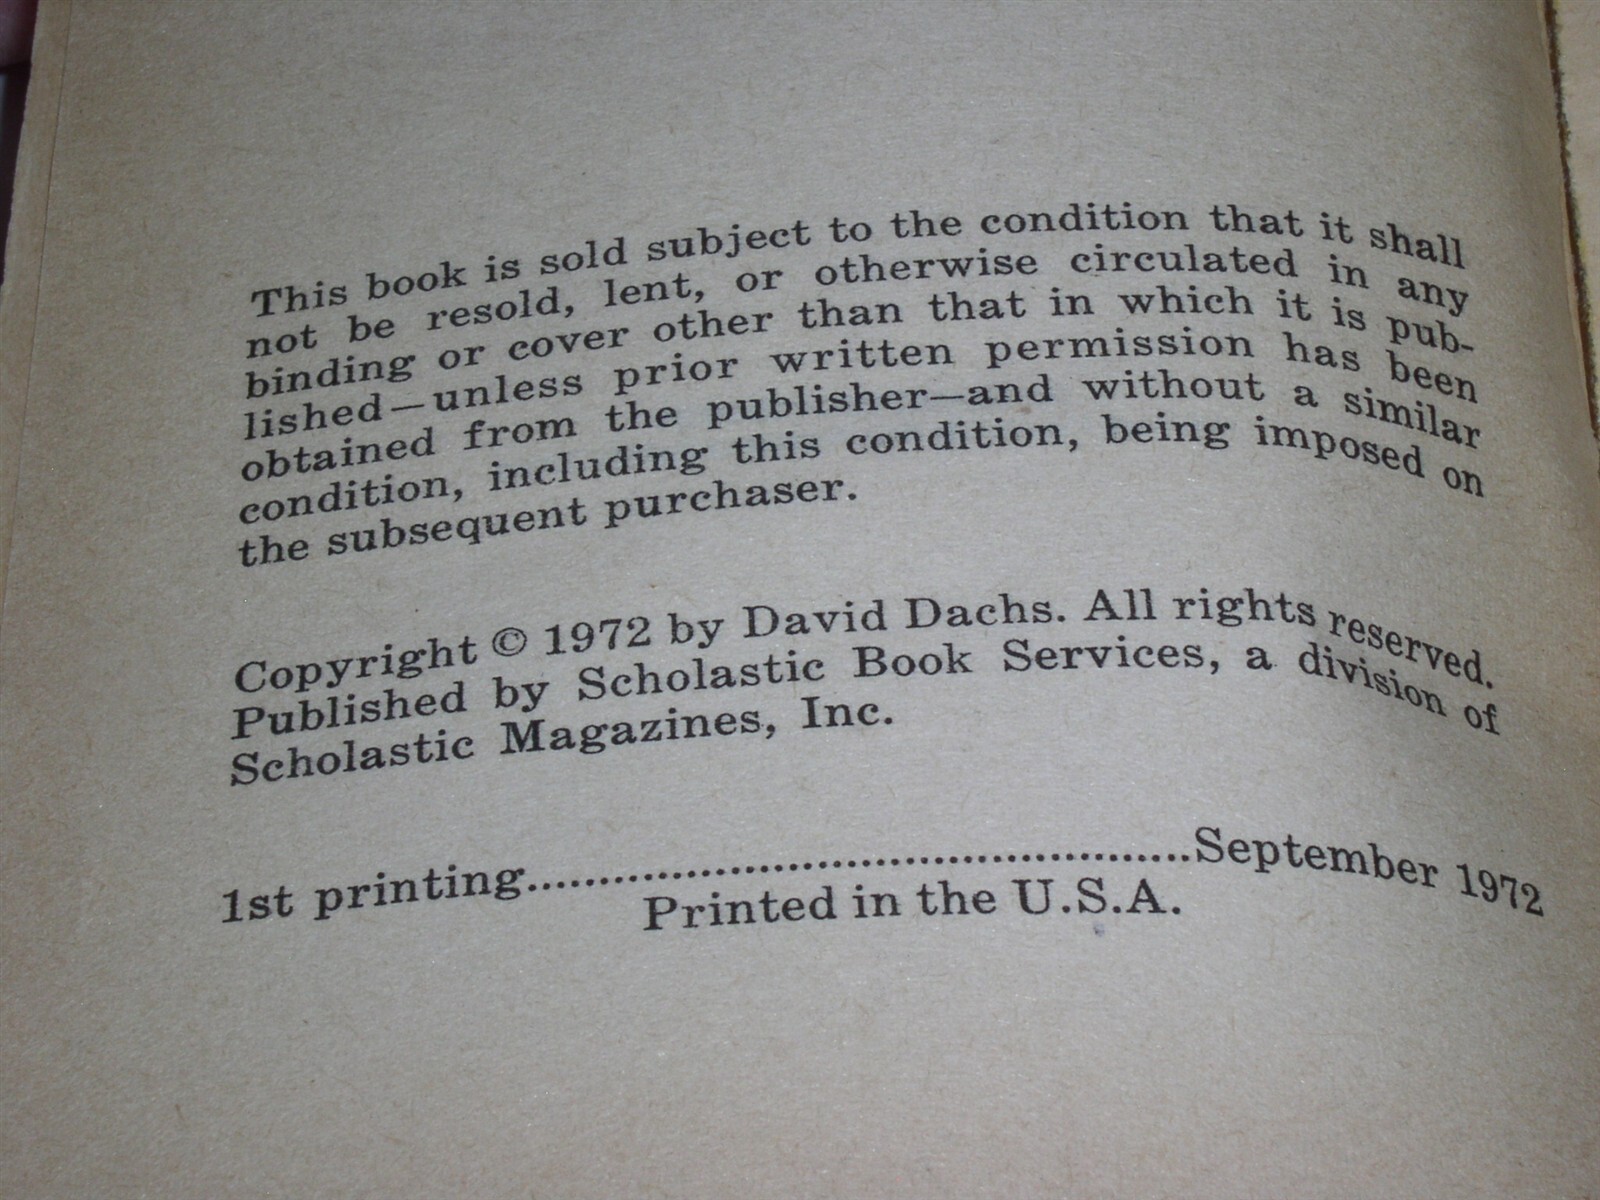 This book is sold subject to the condition that it shall
not be resold, lent, or otherwise circulated in any
binding or cover other than that in which it is pub-
lished—unless prior written permission has been
obtained from the publisher—and without a similar
condition, including this condition, being imposed on
the subsequent purchaser.
Copyright © 1972 by David Dachs. All rights reserved.
Published by Scholastic Book Services, a division of
Scholastic Magazines, Inc.
1st printing..............................................September 1972
Printed in the U.S.A.